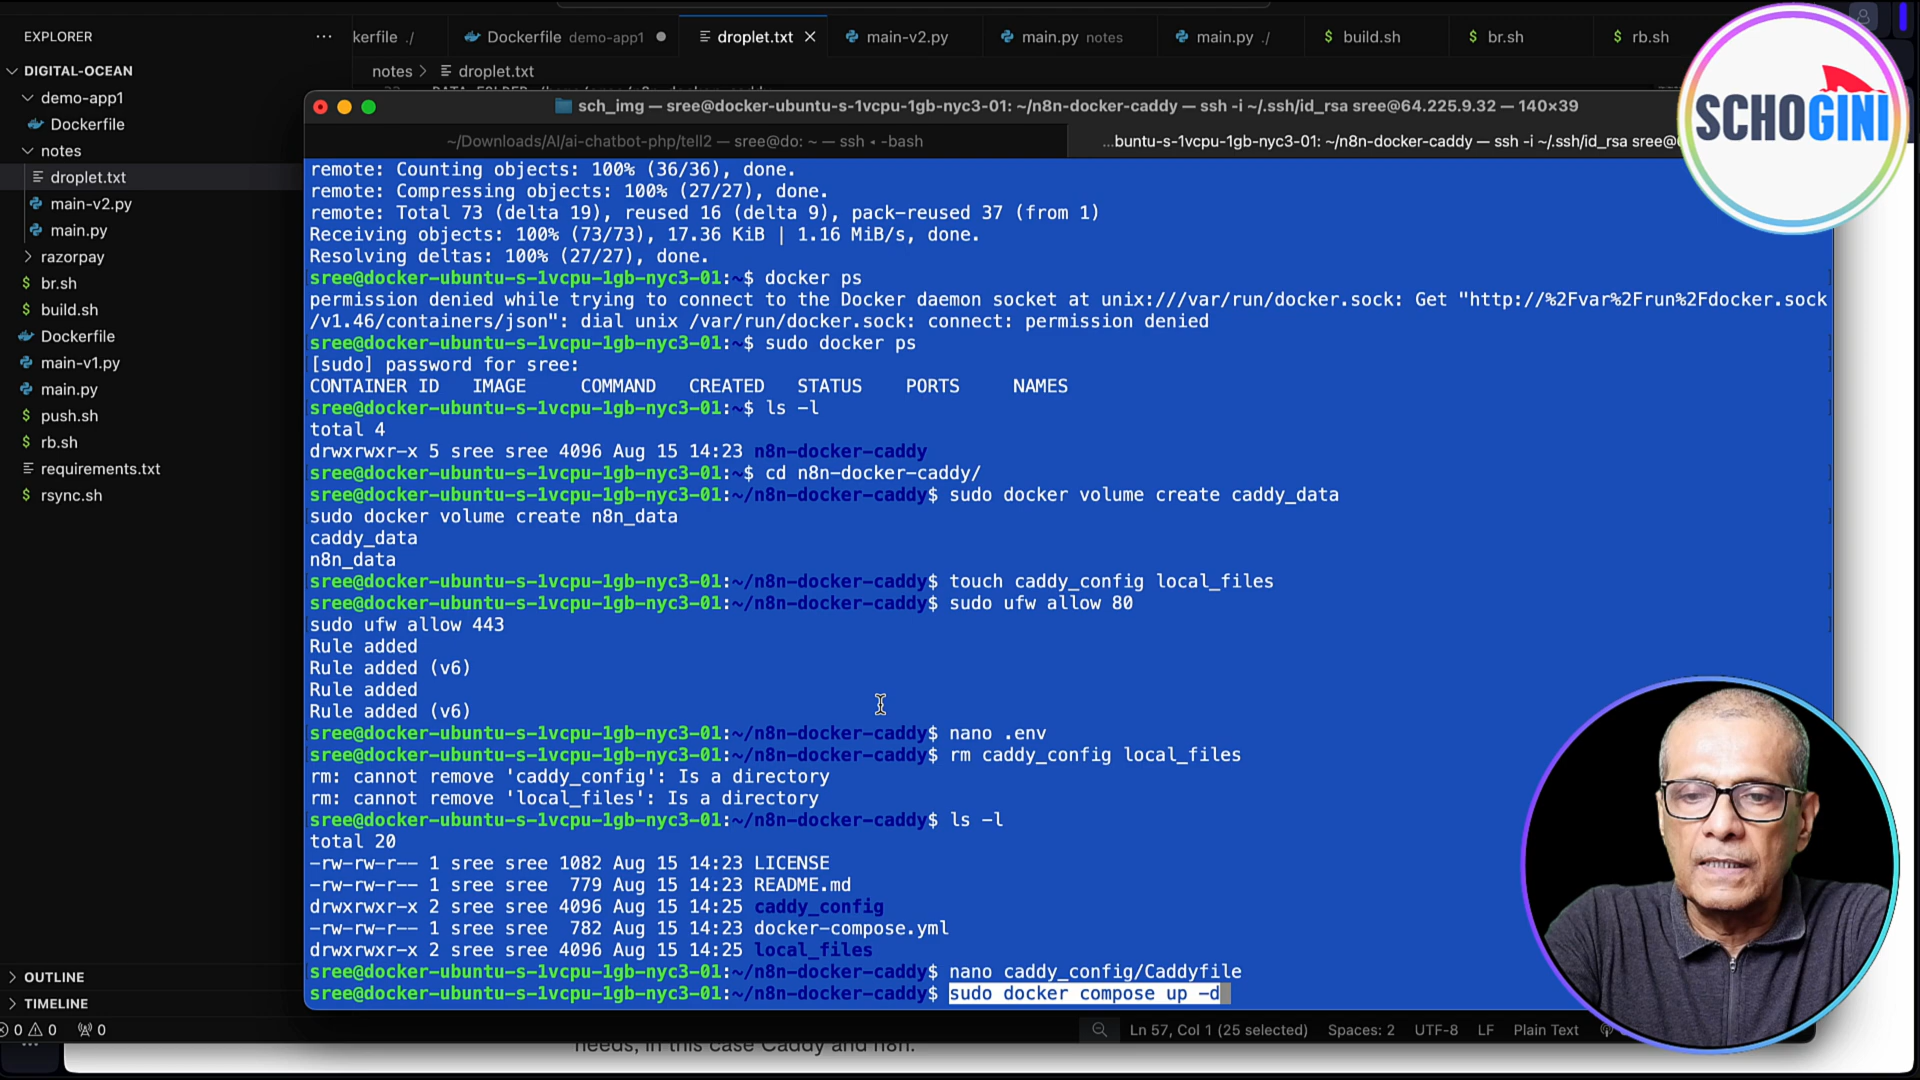 EXPLORER
DIGITAL-OCEAN
demo-app1
Dockerfile
notes
droplet.txt
main-v2.py
main.py
razorpay
br.sh
build.sh
Dockerfile
main-v1.py
main.py
push.sh
rb.sh
requirements.txt
rsync.sh
OUTLINE
TIMELINE
kerfile ./
Dockerfile demo-app1
droplet.txt
main-v2.py
main.py notes
main.py ./
build.sh
br.sh
rb.sh
notes > droplet.txt
SCHOGINI
sch_img — sree@docker-ubuntu-s-1vcpu-1gb-nyc3-01: ~/n8n-docker-caddy — ssh -i ~/.ssh/id_rsa sree@64.225.9.32 — 140×39
~/Downloads/AI/ai-chatbot-php/tell2 — sree@do: ~ — ssh ◂ -bash
...buntu-s-1vcpu-1gb-nyc3-01: ~/n8n-docker-caddy — ssh -i ~/.ssh/id_rsa sree@
remote: Counting objects: 100% (36/36), done.
remote: Compressing objects: 100% (27/27), done.
remote: Total 73 (delta 19), reused 16 (delta 9), pack-reused 37 (from 1)
Receiving objects: 100% (73/73), 17.36 KiB | 1.16 MiB/s, done.
Resolving deltas: 100% (27/27), done.
sree@docker-ubuntu-s-1vcpu-1gb-nyc3-01:~$ docker ps
permission denied while trying to connect to the Docker daemon socket at unix:///var/run/docker.sock: Get "http://%2Fvar%2Frun%2Fdocker.sock
/v1.46/containers/json": dial unix /var/run/docker.sock: connect: permission denied
sree@docker-ubuntu-s-1vcpu-1gb-nyc3-01:~$ sudo docker ps
[sudo] password for sree:
CONTAINER ID   IMAGE     COMMAND   CREATED   STATUS    PORTS     NAMES
sree@docker-ubuntu-s-1vcpu-1gb-nyc3-01:~$ ls -l
total 4
drwxrwxr-x 5 sree sree 4096 Aug 15 14:23 n8n-docker-caddy
sree@docker-ubuntu-s-1vcpu-1gb-nyc3-01:~$ cd n8n-docker-caddy/
sree@docker-ubuntu-s-1vcpu-1gb-nyc3-01:~/n8n-docker-caddy$ sudo docker volume create caddy_data
sudo docker volume create n8n_data
caddy_data
n8n_data
sree@docker-ubuntu-s-1vcpu-1gb-nyc3-01:~/n8n-docker-caddy$ touch caddy_config local_files
sree@docker-ubuntu-s-1vcpu-1gb-nyc3-01:~/n8n-docker-caddy$ sudo ufw allow 80
sudo ufw allow 443
Rule added
Rule added (v6)
Rule added
Rule added (v6)
sree@docker-ubuntu-s-1vcpu-1gb-nyc3-01:~/n8n-docker-caddy$ nano .env
sree@docker-ubuntu-s-1vcpu-1gb-nyc3-01:~/n8n-docker-caddy$ rm caddy_config local_files
rm: cannot remove 'caddy_config': Is a directory
rm: cannot remove 'local_files': Is a directory
sree@docker-ubuntu-s-1vcpu-1gb-nyc3-01:~/n8n-docker-caddy$ ls -l
total 20
-rw-rw-r-- 1 sree sree 1082 Aug 15 14:23 LICENSE
-rw-rw-r-- 1 sree sree  779 Aug 15 14:23 README.md
drwxrwxr-x 2 sree sree 4096 Aug 15 14:25 caddy_config
-rw-rw-r-- 1 sree sree  782 Aug 15 14:23 docker-compose.yml
drwxrwxr-x 2 sree sree 4096 Aug 15 14:25 local_files
sree@docker-ubuntu-s-1vcpu-1gb-nyc3-01:~/n8n-docker-caddy$ nano caddy_config/Caddyfile
sree@docker-ubuntu-s-1vcpu-1gb-nyc3-01:~/n8n-docker-caddy$ sudo docker compose up -d
0 0 0 Ln 57, Col 1 (25 selected) Spaces: 2 UTF-8 LF Plain Text
needs, in this case Caddy and n8n.